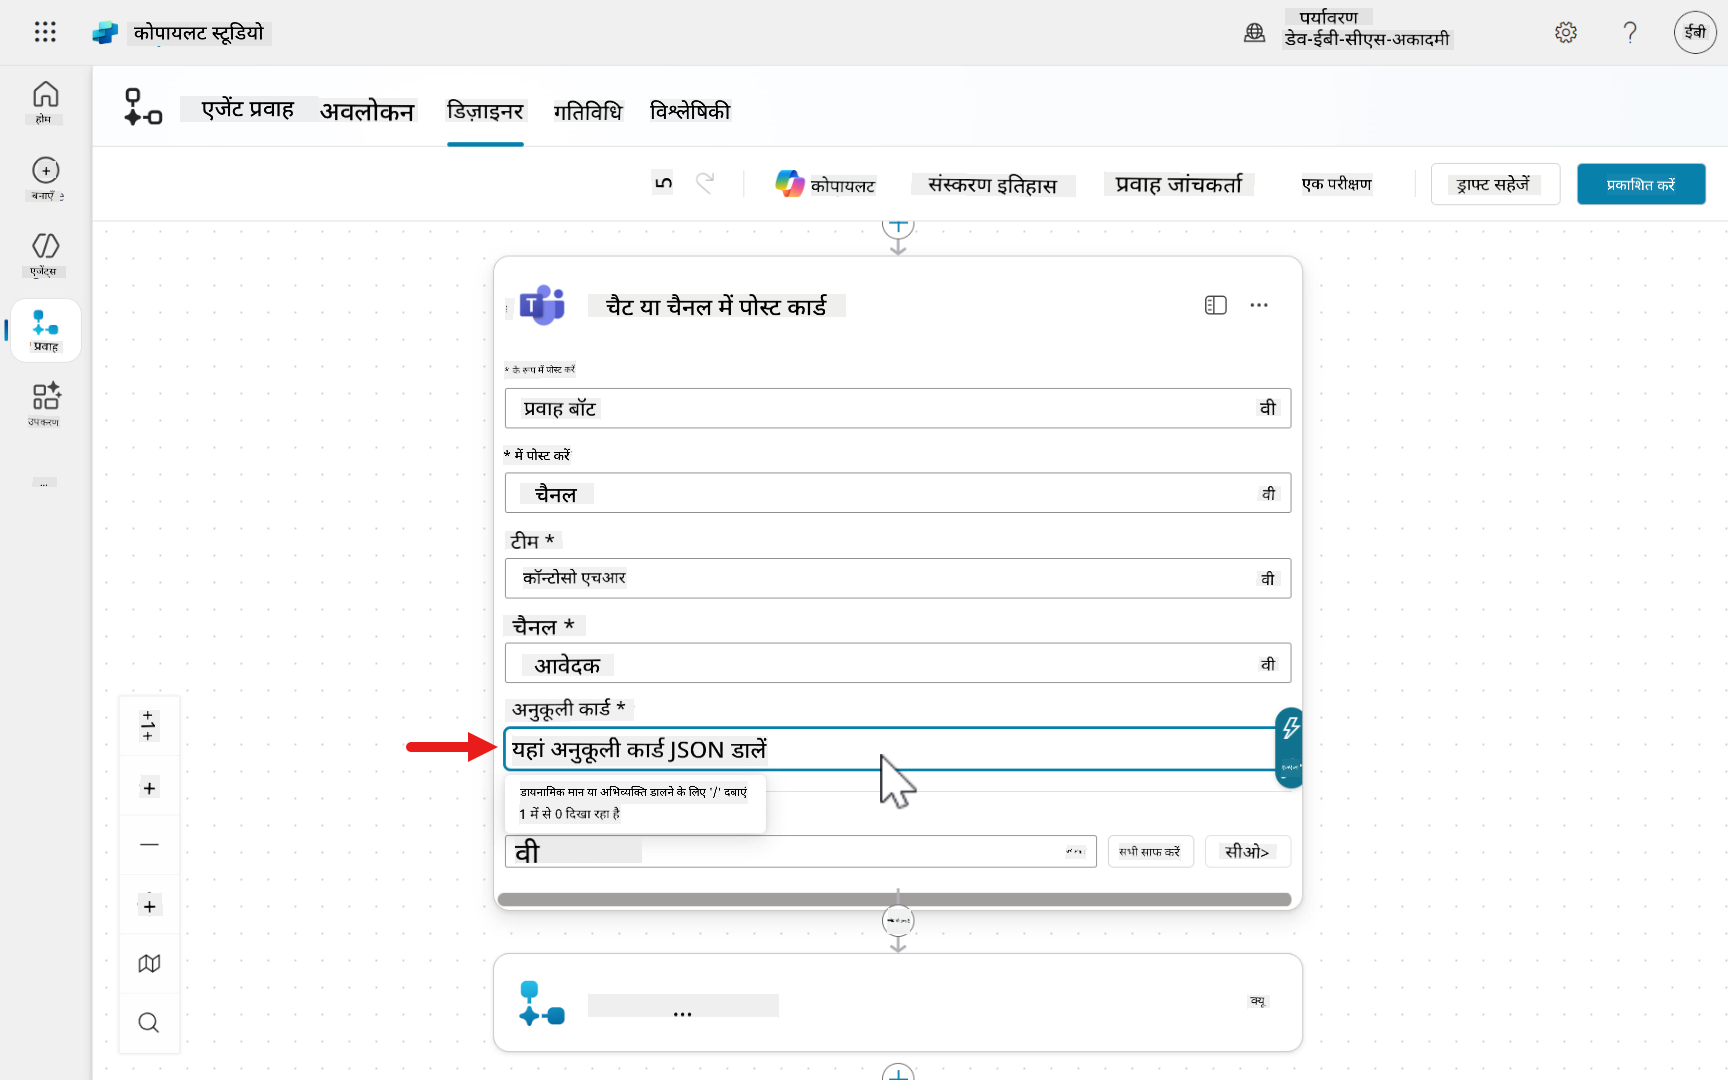 कोपायलट स्टूडियो
पर्यावरण
डेव-ईबी-सीएस-अकादमी
ईबी
होम
बनाएँ
एजेंट्स
प्रवाह
उपकरण
...
एजेंट प्रवाह
अवलोकन
डिज़ाइनर
गतिविधि
विश्लेषिकी
कोपायलट
संस्करण इतिहास
प्रवाह जांचकर्ता
एक परीक्षण
ड्राफ्ट सहेजें
प्रकाशित करें
चैट या चैनल में पोस्ट कार्ड
* के रूप में पोस्ट करें
प्रवाह बॉट
वी
* में पोस्ट करें
चैनल
वी
टीम *
कॉन्टोसो एचआर
वी
चैनल *
आवेदक
वी
अनुकूली कार्ड *
यहां अनुकूली कार्ड JSON डालें
डायनामिक मान या अभिव्यक्ति डालने के लिए '/' दबाएं
1 में से 0 दिखा रहा है
वी
सभी साफ करें
सीओ>
...
क्यू